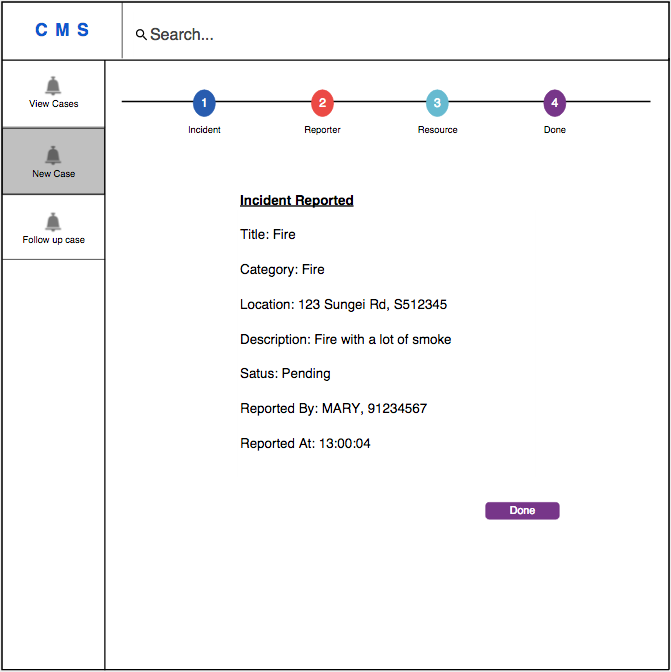 C M S
Search...
View Cases
New Case
Follow up case
1 2 3 4
Incident Reporter Resource Done
Incident Reported
Title: Fire
Category: Fire
Location: 123 Sungei Rd, S512345
Description: Fire with a lot of smoke
Satus: Pending
Reported By: MARY, 91234567
Reported At: 13:00:04
Done